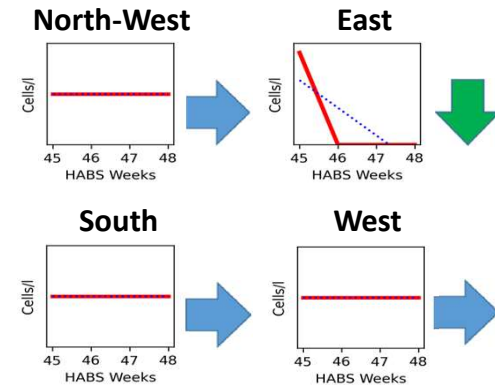 North-West
Cells/l
45 46 47 48
HABS Weeks
East
Cells/l
45 46 47 48
HABS Weeks
South
Cells/l
45 46 47 48
HABS Weeks
West
Cells/l
45 46 47 48
HABS Weeks